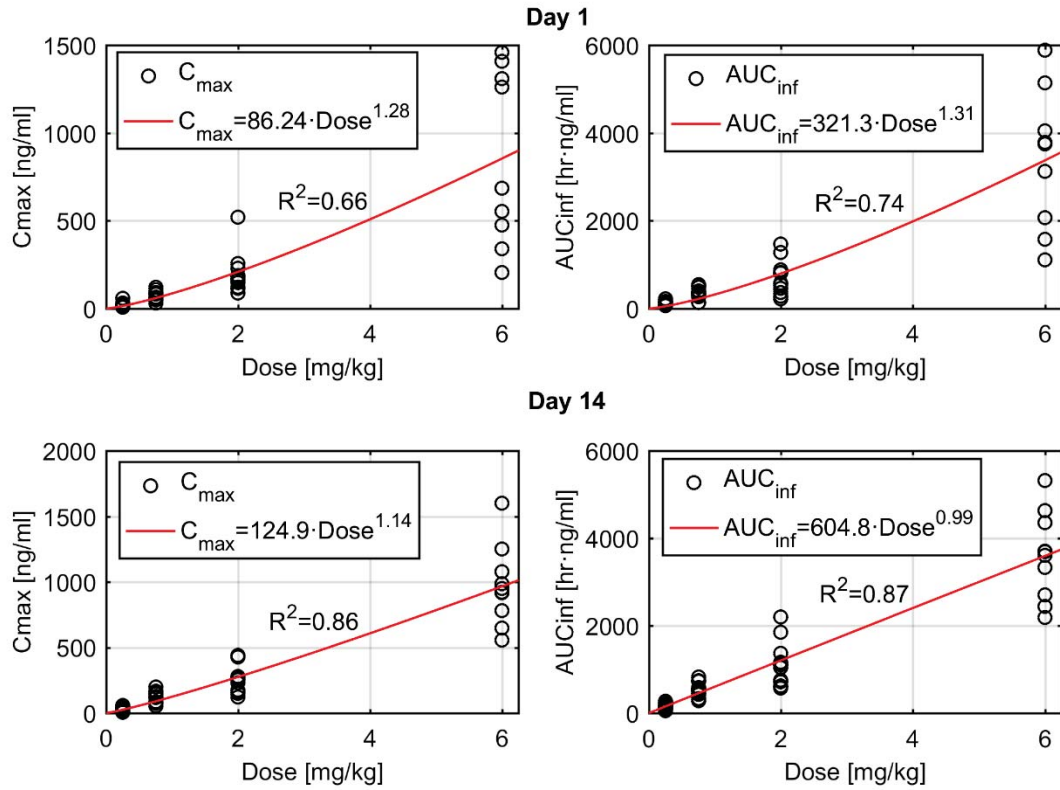 Day 1
1500
1000
500
0
Cmax [ng/ml]
C_max
C_max=86.24·Dose^1.28
R^2=0.66
0 2 4 6
Dose [mg/kg]
6000
4000
2000
0
AUCinf [hr·ng/ml]
AUC_inf
AUC_inf=321.3·Dose^1.31
R^2=0.74
0 2 4 6
Dose [mg/kg]
Day 14
2000
1500
1000
500
0
Cmax [ng/ml]
C_max
C_max=124.9·Dose^1.14
R^2=0.86
0 2 4 6
Dose [mg/kg]
6000
4000
2000
0
AUCinf [hr·ng/ml]
AUC_inf
AUC_inf=604.8·Dose^0.99
R^2=0.87
0 2 4 6
Dose [mg/kg]